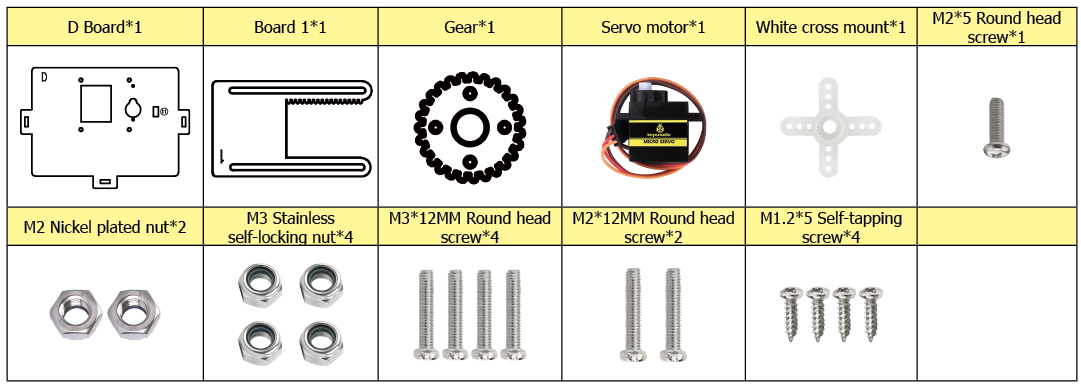 D Board*1
Board 1*1
Gear*1
Servo motor*1
White cross mount*1
M2*5 Round head
screw*1
D
keyestudio
MICRO SERVO
M2 Nickel plated nut*2
M3 Stainless
self-locking nut*4
M3*12MM Round head
screw*4
M2*12MM Round head
screw*2
M1.2*5 Self-tapping
screw*4